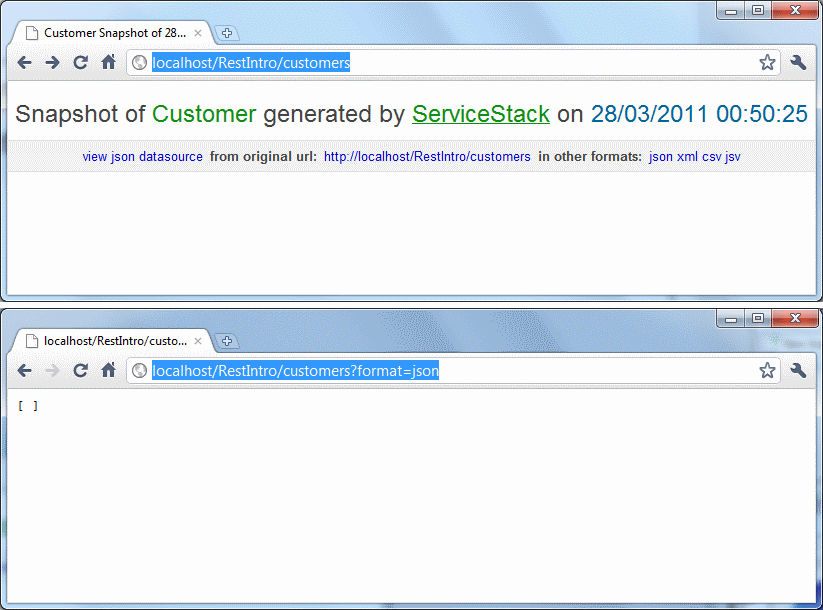 Customer Snapshot of 28...
localhost/RestIntro/customers
Snapshot of Customer generated by ServiceStack on 28/03/2011 00:50:25
view json datasource from original url: http://localhost/RestIntro/customers in other formats: json xml csv jsv
localhost/RestIntro/custo...
localhost/RestIntro/customers?format=json
[ ]